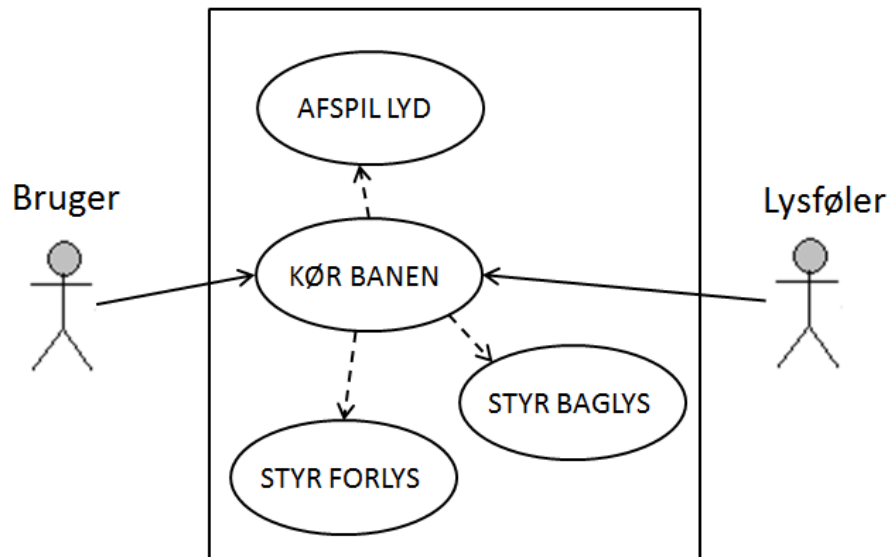 AFSPIL LYD
Bruger
Lysføler
KØR BANEN
STYR BAGLYS
STYR FORLYS